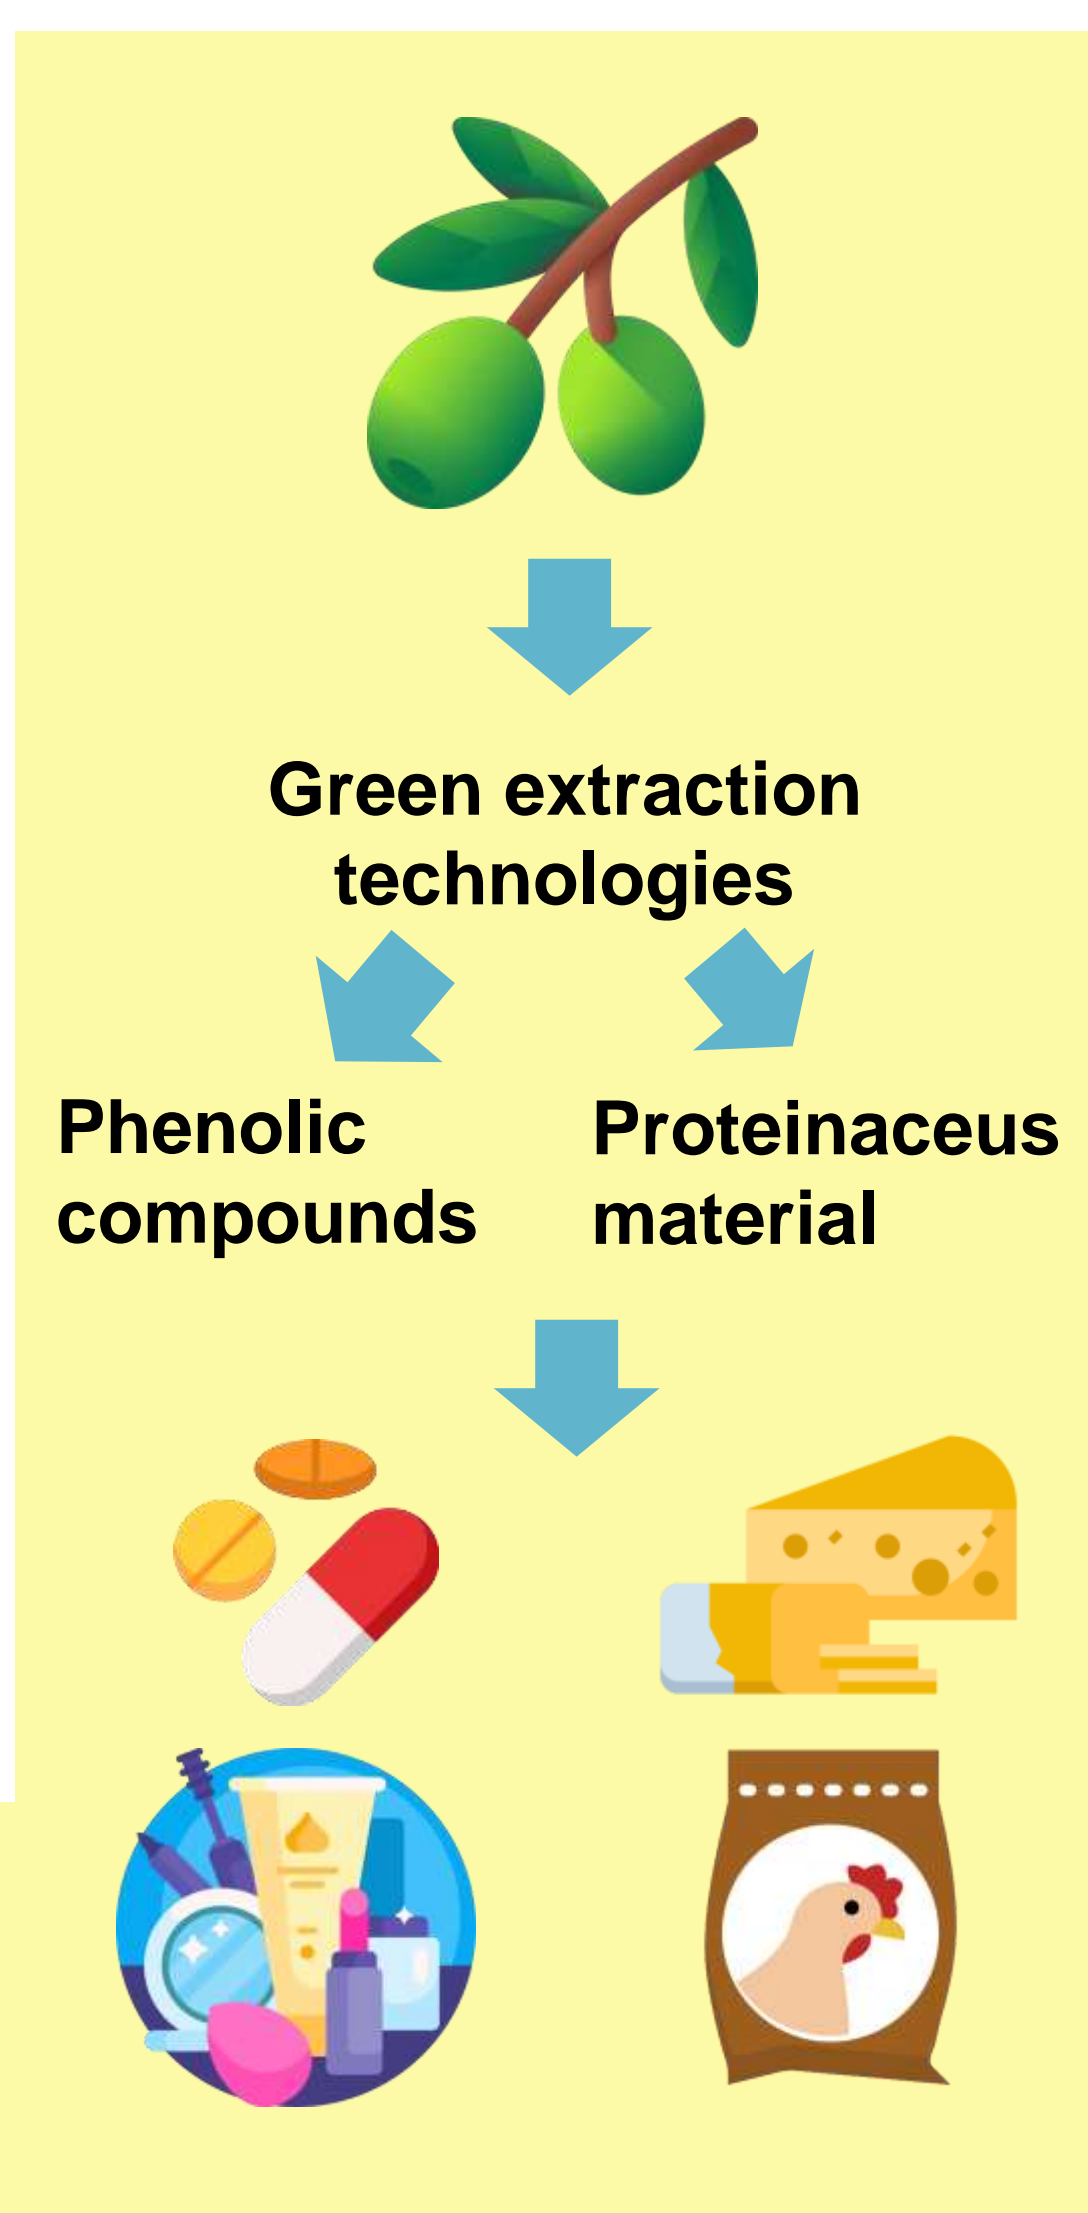 Green extraction
technologies
Phenolic
compounds
Proteinaceus
material